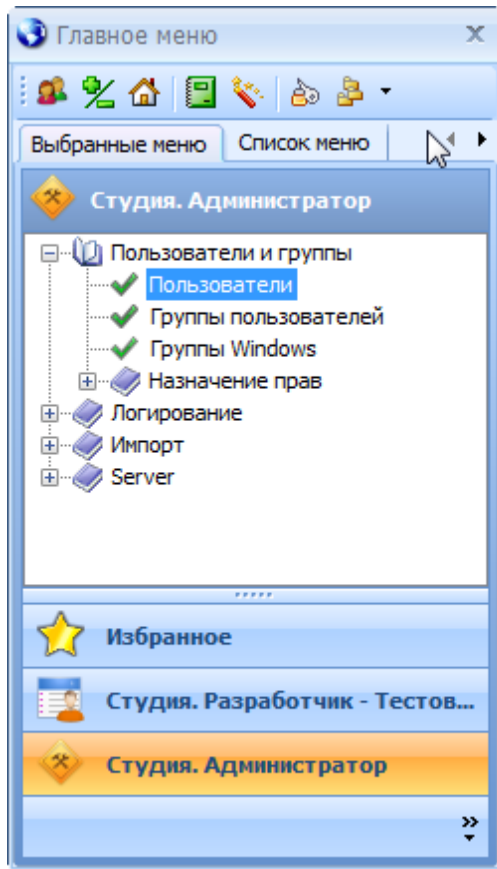 Главное меню
Выбранные меню Список меню
Студия. Администратор
Пользователи и группы
Пользователи
Группы пользователей
Группы Windows
Назначение прав
Логирование
Импорт
Server
Избранное
Студия. Разработчик - Тестов...
Студия. Администратор